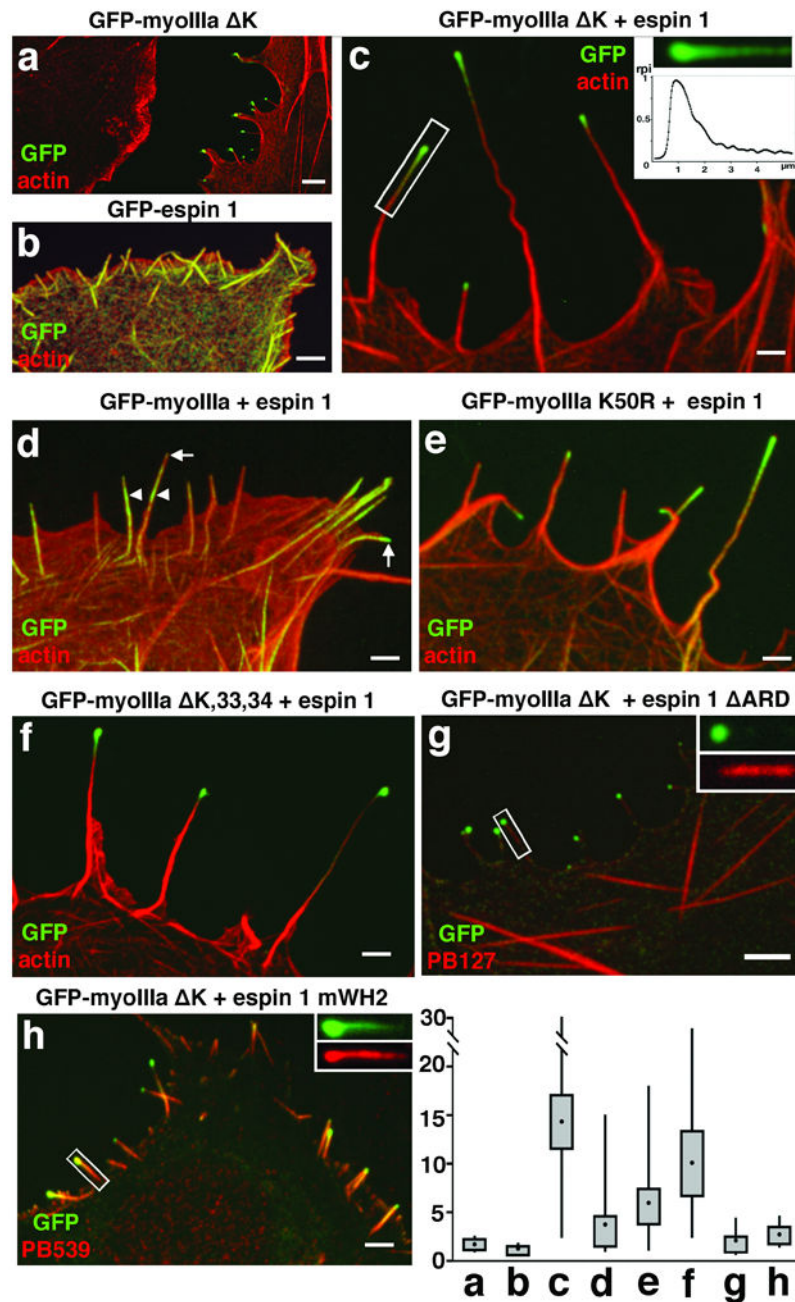 GFP-myoIIIa ΔK
GFP-myoIIIa ΔK + espin 1
a
GFP
actin
c
GFP
actin
rpi
1
0.5
0
1 2 3 4 µm
GFP-espin 1
b
GFP
actin
GFP-myoIIIa + espin 1
GFP-myoIIIa K50R + espin 1
d
GFP
actin
e
GFP
actin
GFP-myoIIIa ΔK,33,34 + espin 1
GFP-myoIIIa ΔK + espin 1 ΔARD
f
GFP
actin
g
GFP
PB127
GFP-myoIIIa ΔK + espin 1 mWH2
h
GFP
PB539
30
20
15
10
5
0
a b c d e f g h